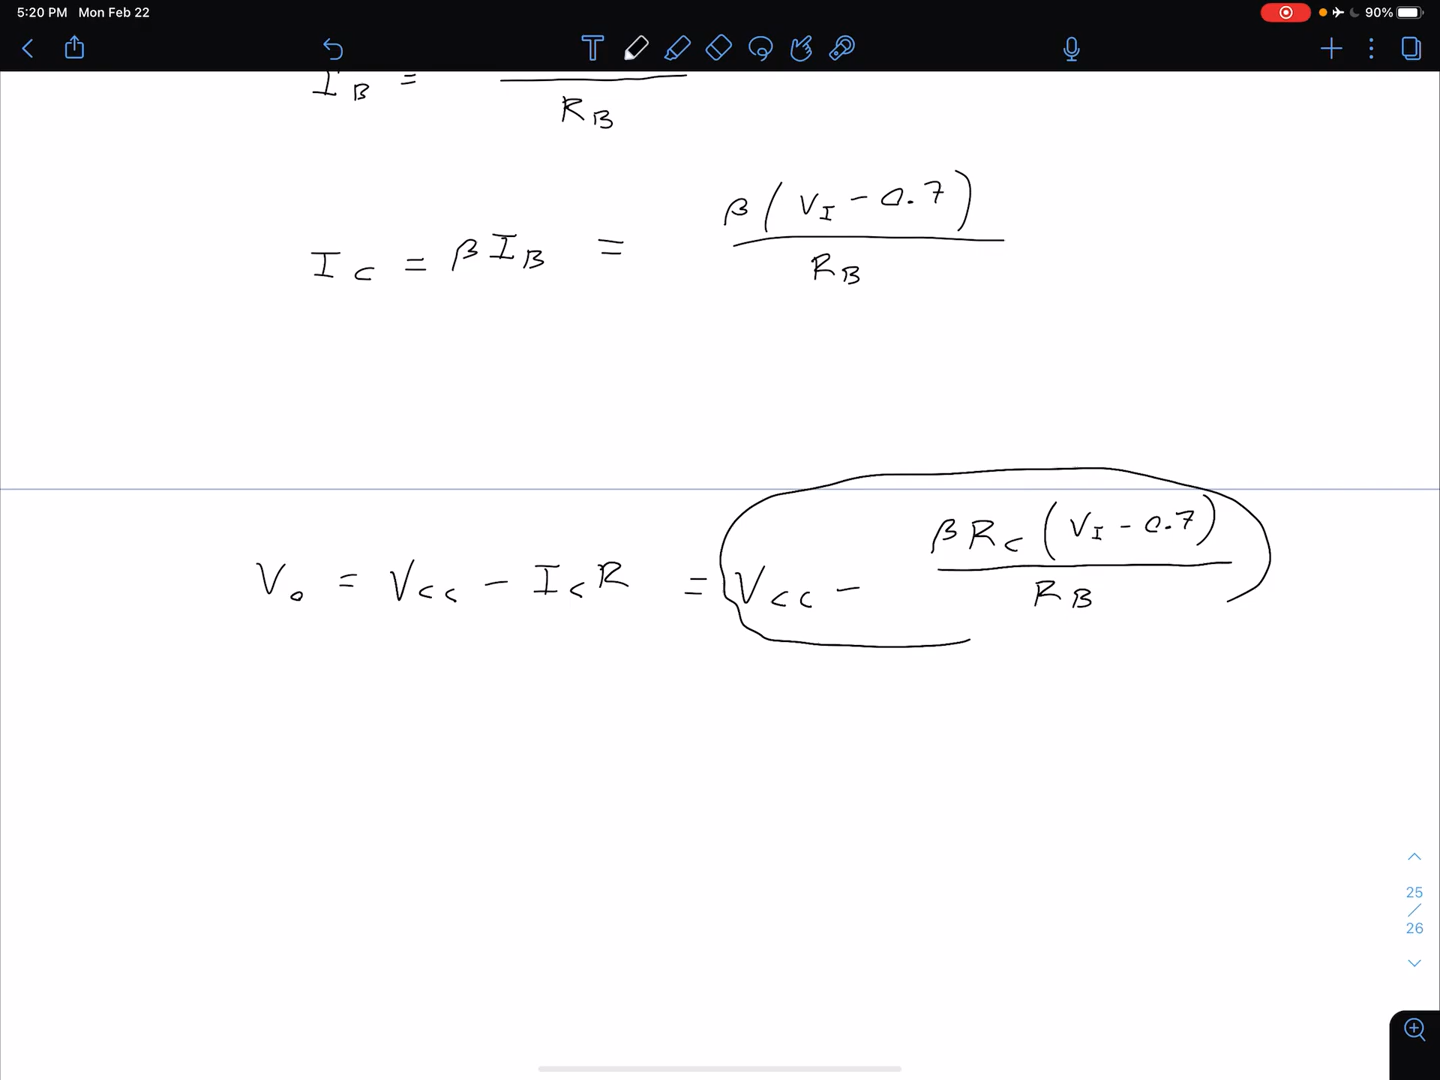 5:20 PM Mon Feb 22
90%
T
I_B =
R_B
I_C = βI_B = β(V_I - 0.7)
R_B
V_o = V_CC - I_C R = V_CC - βR_C(V_I - 0.7)
R_B
25
/
26